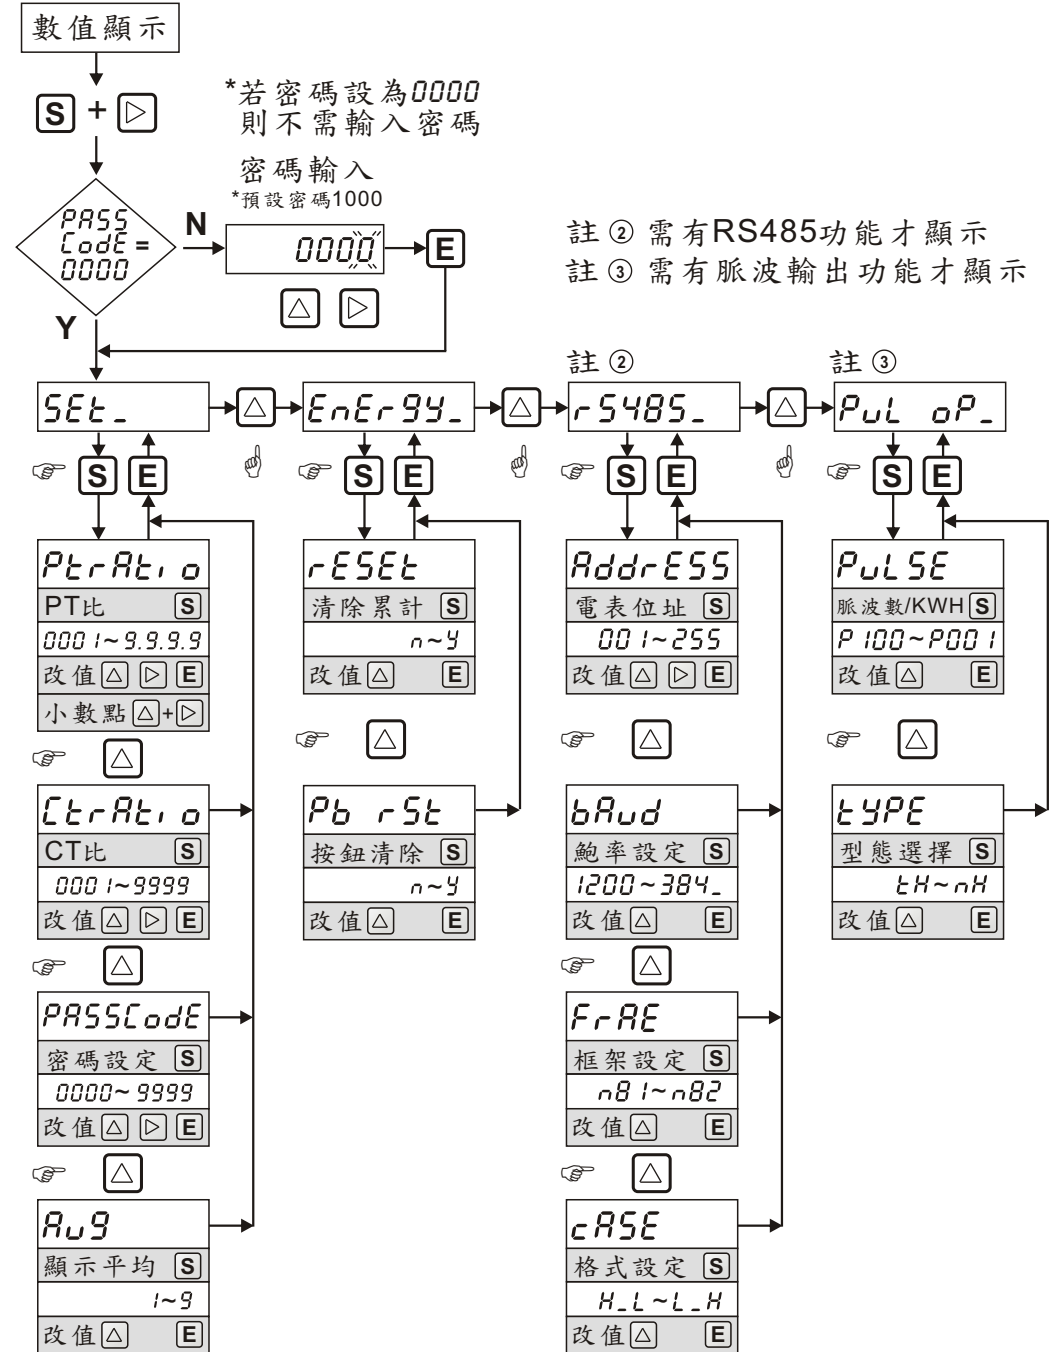 數值顯示
S + ▷
*若密碼設為0000
則不需輸入密碼
密碼輸入
*預設密碼1000
PASS
CodE =
0000
N
0000
E
△ ▷
Y
註 ② 需有RS485功能才顯示
註 ③ 需有脈波輸出功能才顯示
註 ②
註 ③
SEt_
△
EnErgy_
△
rS485_
△
PuL oP_
S E
S E
S E
S E
PtrAtio
PT比 S
0001~9.9.9.9
改值 △ ▷ E
小數點 △+▷
△
CtrAtio
CT比 S
0001~9999
改值 △ ▷ E
△
PASSCodE
密碼設定 S
0000~9999
改值 △ ▷ E
△
Aug
顯示平均 S
1~9
改值 △ E
rESEt
清除累計 S
n~y
改值 △ E
△
Pb rSt
按鈕清除 S
n~y
改值 △ E
AddrESS
電表位址 S
001~255
改值 △ ▷ E
△
bAud
鮑率設定 S
1200~384_
改值 △ E
△
FrAE
框架設定 S
n81~n82
改值 △ E
△
cASE
格式設定 S
H_L~L_H
改值 △ E
PuLSE
脈波數/KWH S
P100~P001
改值 △ E
△
tyPE
型態選擇 S
tH~nH
改值 △ E